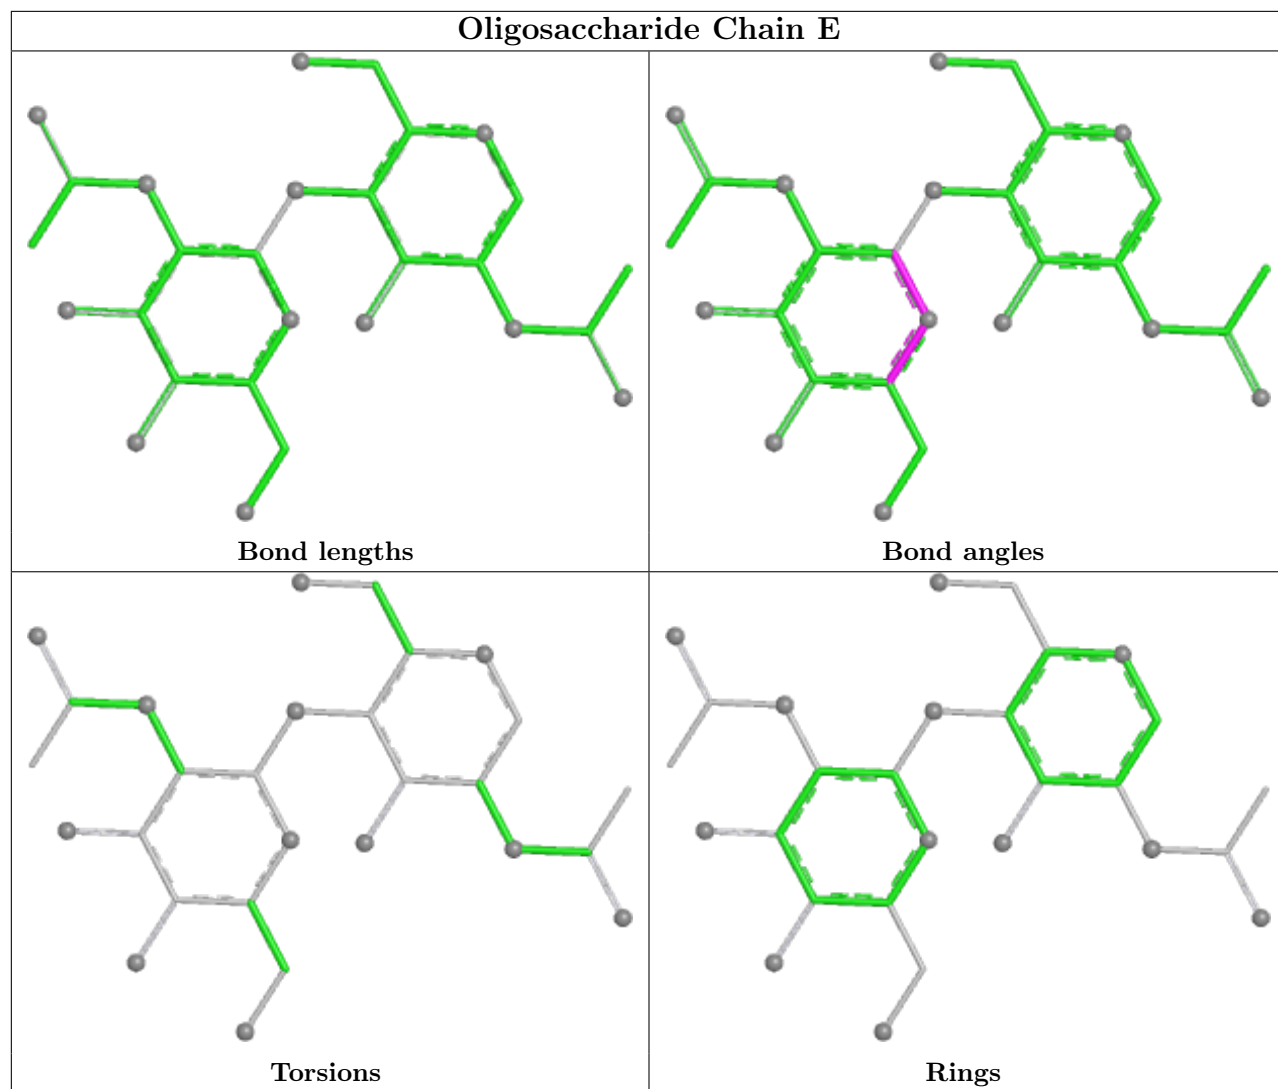 Oligosaccharide Chain E
Bond lengths
Bond angles
Torsions
Rings